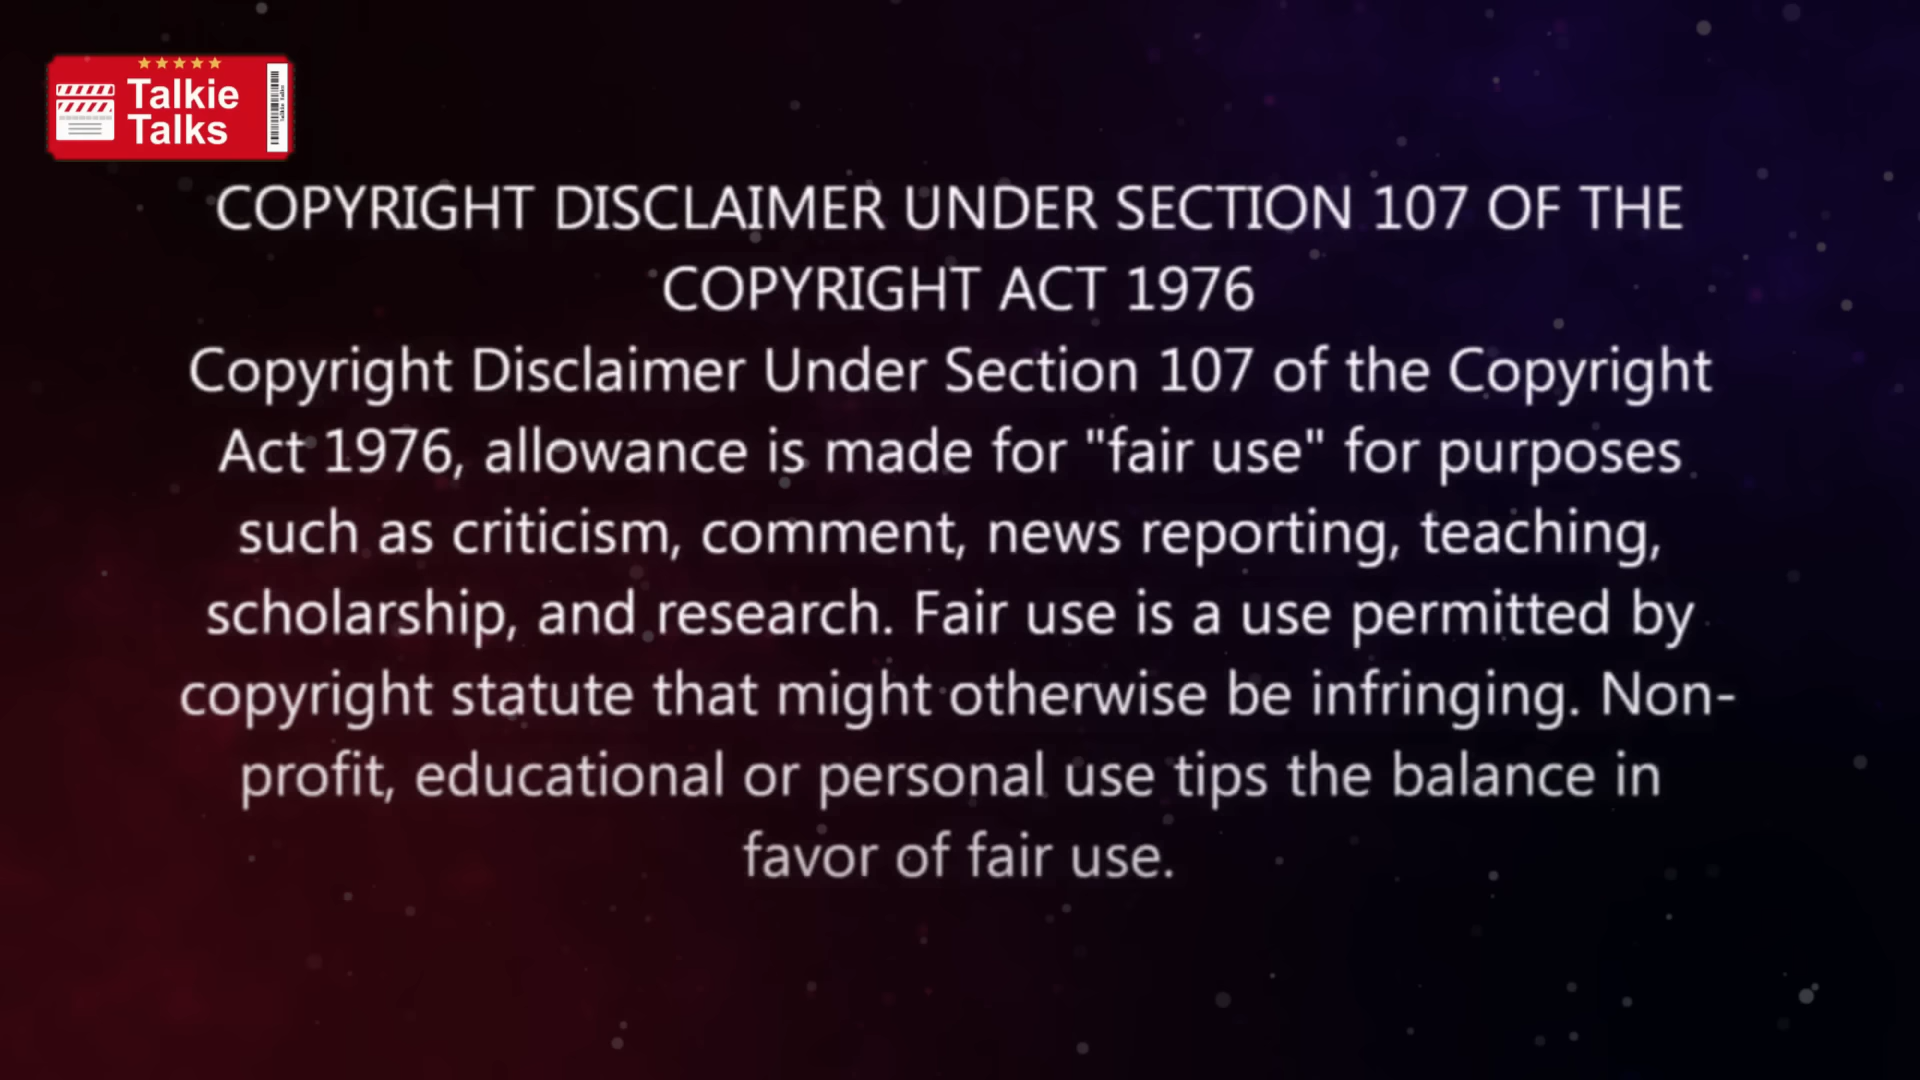 Talkie
Talks
COPYRIGHT DISCLAIMER UNDER SECTION 107 OF THE
COPYRIGHT ACT 1976
Copyright Disclaimer Under Section 107 of the Copyright
Act 1976, allowance is made for "fair use" for purposes
such as criticism, comment, news reporting, teaching,
scholarship, and research. Fair use is a use permitted by
copyright statute that might otherwise be infringing. Non-
profit, educational or personal use tips the balance in
favor of fair use.